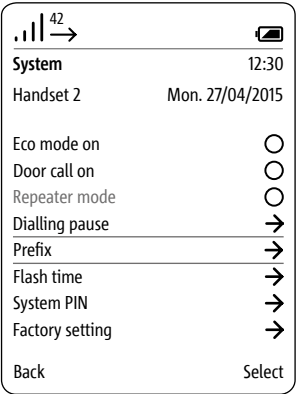 42
System 12:30
Handset 2 Mon. 27/04/2015
Eco mode on
Door call on
Repeater mode
Dialling pause
Prefix
Flash time
System PIN
Factory setting
Back Select